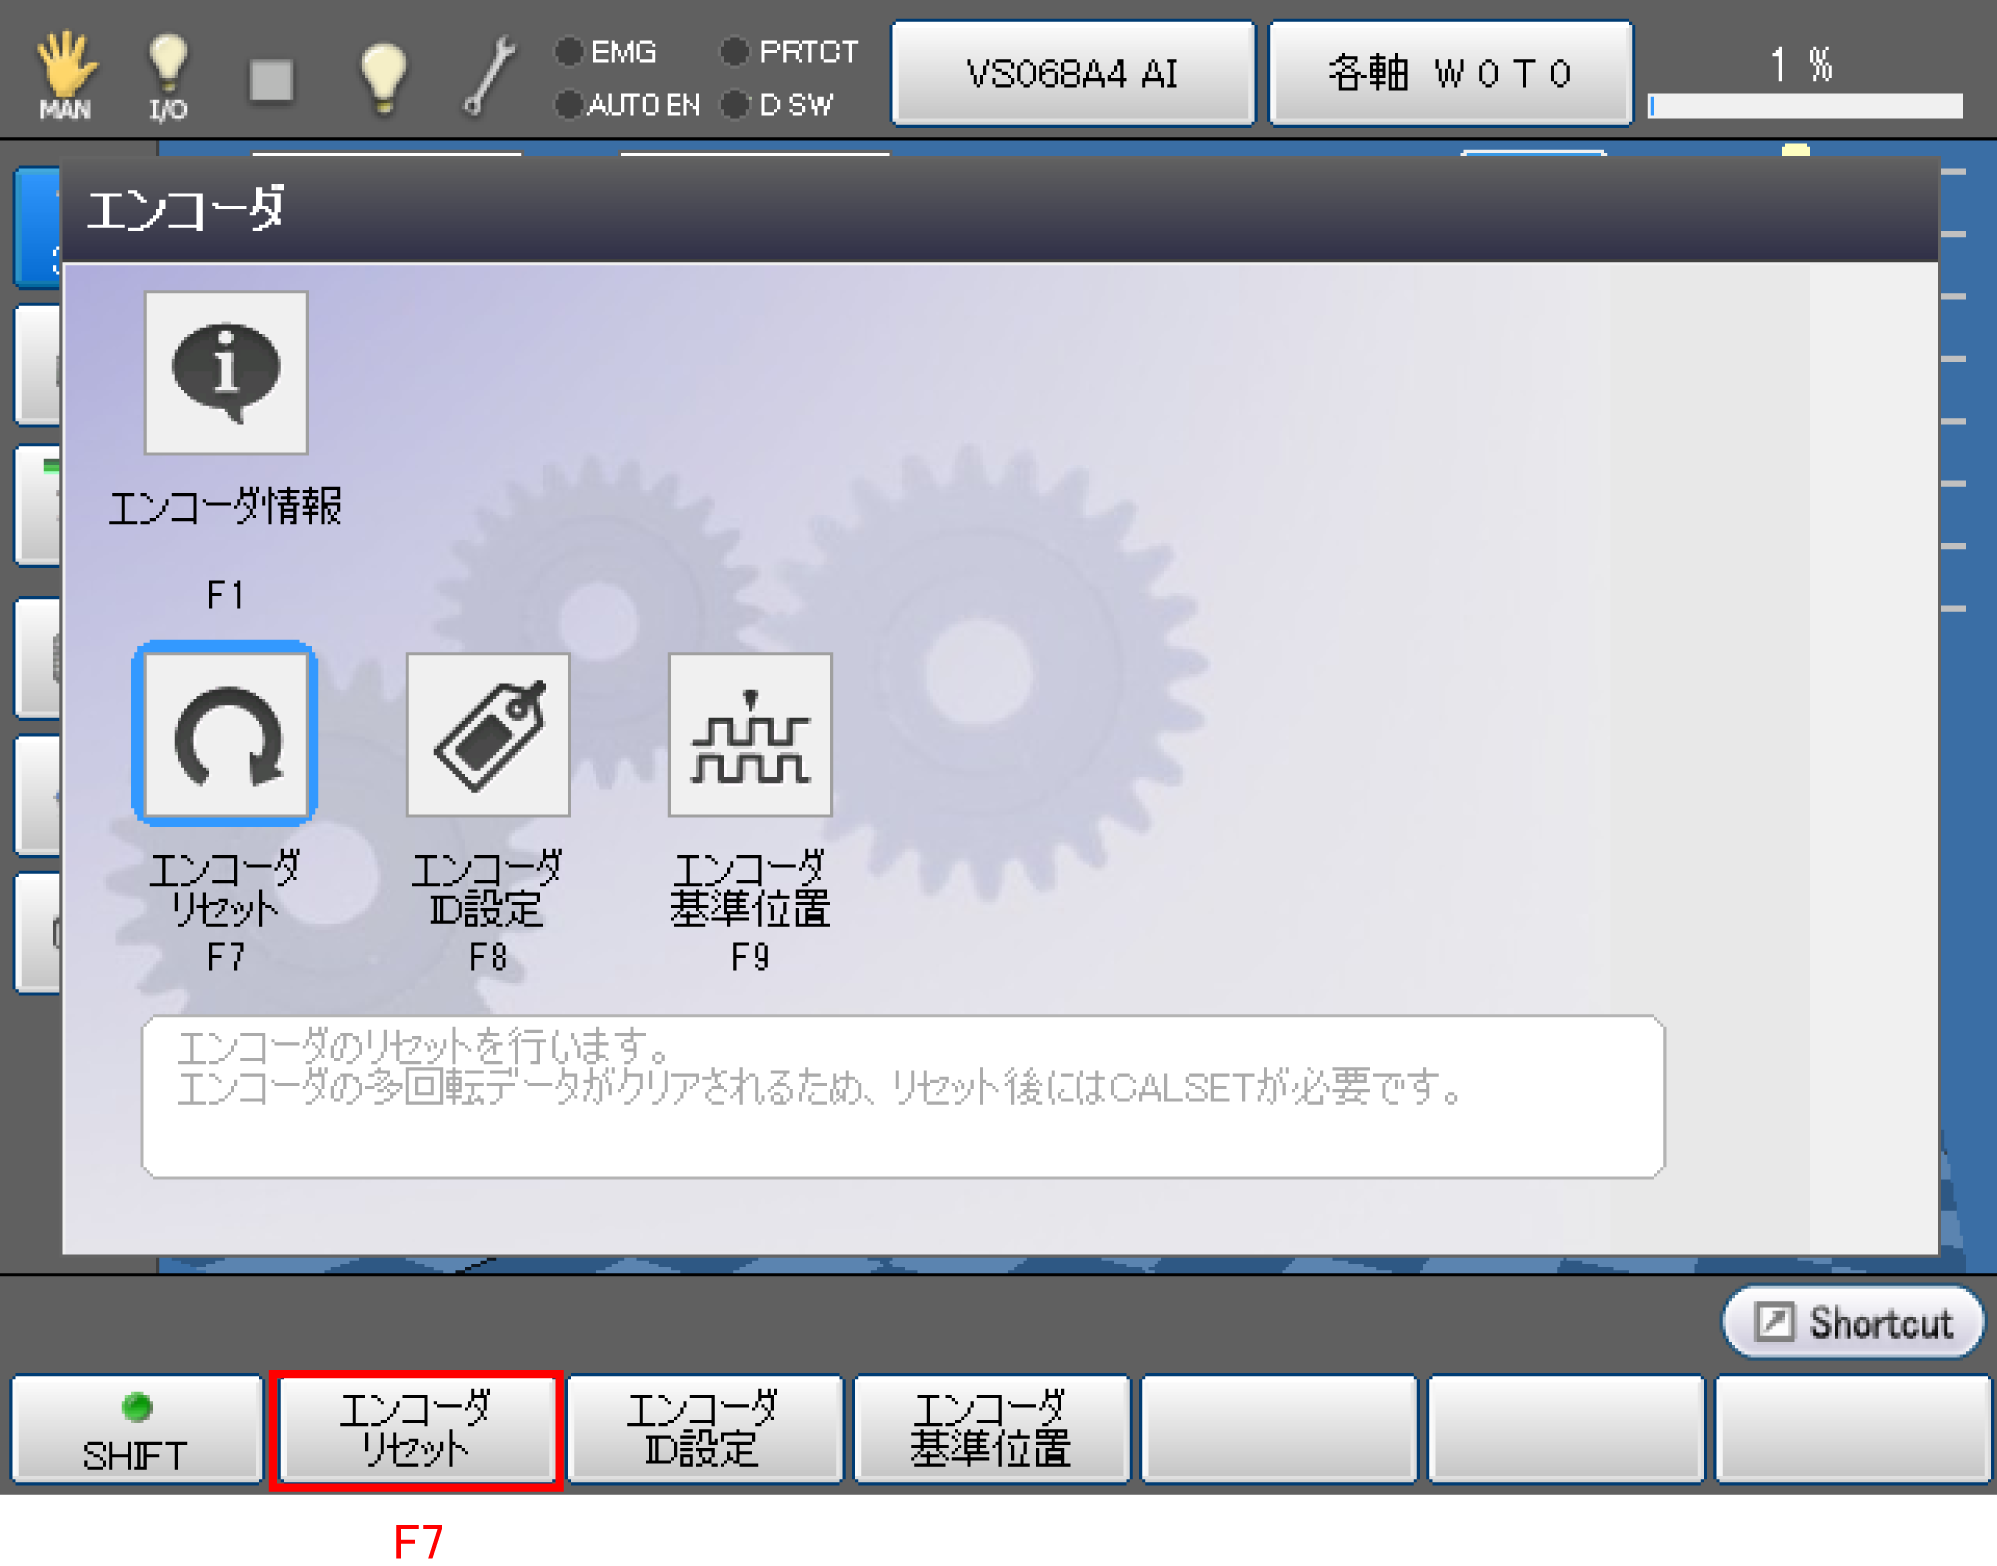 MAN
I/O
EMG
PRTCT
AUTO EN
D SW
VS068A4 AI
各軸 W 0 T 0
1 %
エンコーダ
エンコーダ情報
F1
エンコーダ
リセット
F7
エンコーダ
ID設定
F8
エンコーダ
基準位置
F9
エンコーダのリセットを行います。
エンコーダの多回転データがクリアされるため、リセット後にはCALSETが必要です。
Shortcut
SHIFT
エンコーダ
リセット
エンコーダ
ID設定
エンコーダ
基準位置
F7